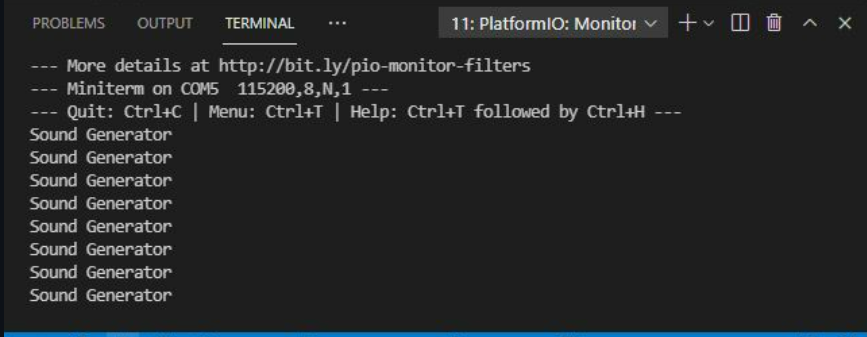 PROBLEMS OUTPUT TERMINAL ··· 11: PlatformIO: Monitor
--- More details at http://bit.ly/pio-monitor-filters
--- Miniterm on COM5  115200,8,N,1 ---
--- Quit: Ctrl+C | Menu: Ctrl+T | Help: Ctrl+T followed by Ctrl+H ---
Sound Generator
Sound Generator
Sound Generator
Sound Generator
Sound Generator
Sound Generator
Sound Generator
Sound Generator